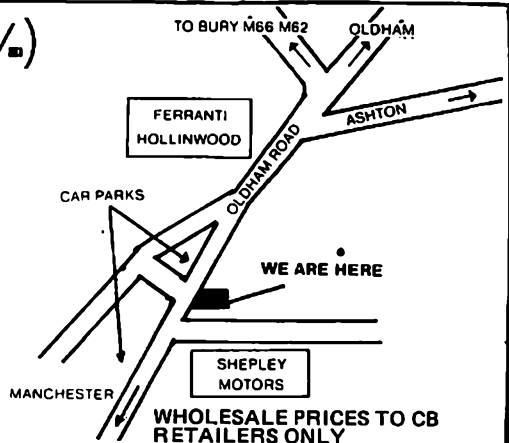 TO BURY M66 M62
OLDHAM
FERRANTI
HOLLINWOOD
ASHTON
OLDHAM ROAD
CAR PARKS
WE ARE HERE
SHEPLEY
MOTORS
MANCHESTER
WHOLESALE PRICES TO CB
RETAILERS ONLY